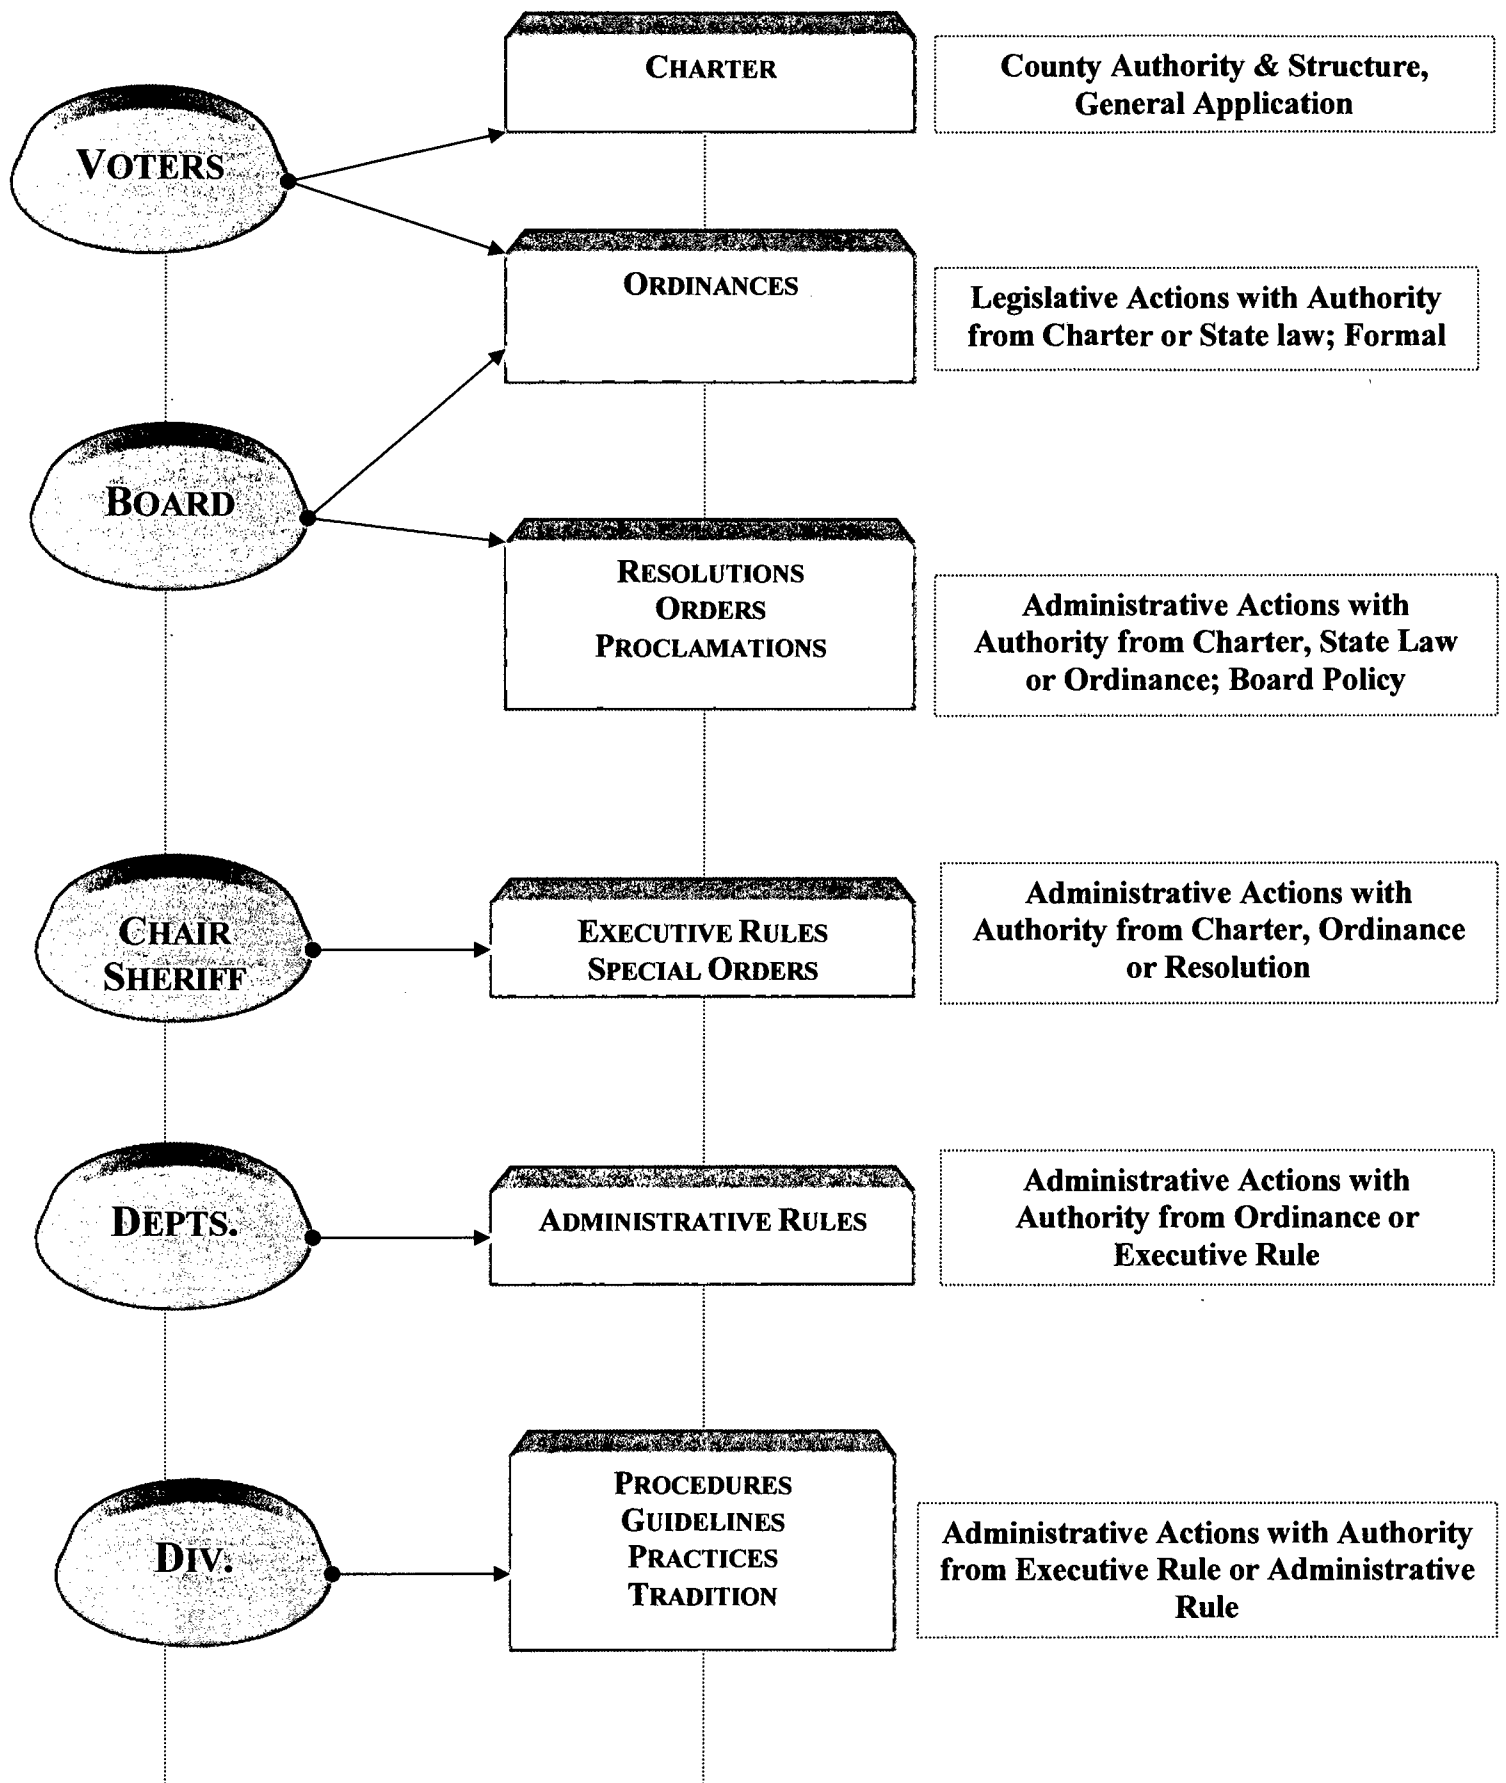 CHARTER
County Authority & Structure,
General Application
VOTERS
ORDINANCES
Legislative Actions with Authority
from Charter or State law; Formal
BOARD
RESOLUTIONS
ORDERS
PROCLAMATIONS
Administrative Actions with
Authority from Charter, State Law
or Ordinance; Board Policy
CHAIR
SHERIFF
EXECUTIVE RULES
SPECIAL ORDERS
Administrative Actions with
Authority from Charter, Ordinance
or Resolution
DEPTS.
ADMINISTRATIVE RULES
Administrative Actions with
Authority from Ordinance or
Executive Rule
DIV.
PROCEDURES
GUIDELINES
PRACTICES
TRADITION
Administrative Actions with Authority
from Executive Rule or Administrative
Rule